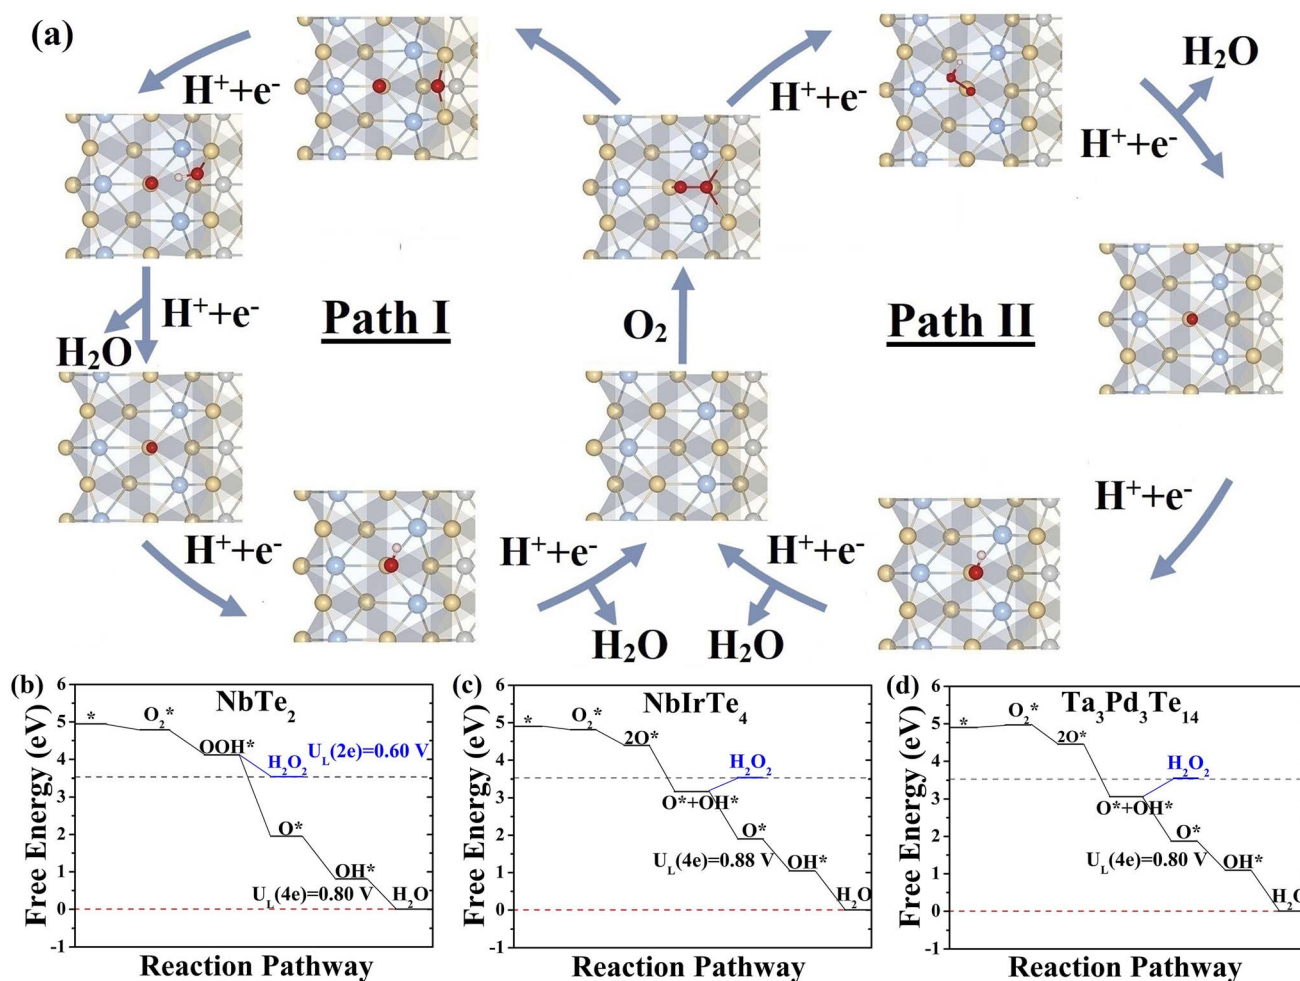 (a)
H⁺+e⁻
H⁺+e⁻
H₂O
H⁺+e⁻
H⁺+e⁻
H₂O
Path I
O₂
Path II
H⁺+e⁻
H⁺+e⁻
H⁺+e⁻
H⁺+e⁻
H₂O
H₂O
(b)
NbTe₂
Free Energy (eV)
6
5
4
3
2
1
0
-1
*
O₂*
OOH*
H₂O₂
U_L(2e)=0.60 V
O*
OH*
U_L(4e)=0.80 V
H₂O
Reaction Pathway
(c)
NbIrTe₄
Free Energy (eV)
6
5
4
3
2
1
0
-1
*
O₂*
2O*
H₂O₂
O*+OH*
O*
U_L(4e)=0.88 V
OH*
H₂O
Reaction Pathway
(d)
Ta₃Pd₃Te₁₄
Free Energy (eV)
6
5
4
3
2
1
0
-1
*
O₂*
2O*
H₂O₂
O*+OH*
O*
U_L(4e)=0.80 V
OH*
H₂O
Reaction Pathway